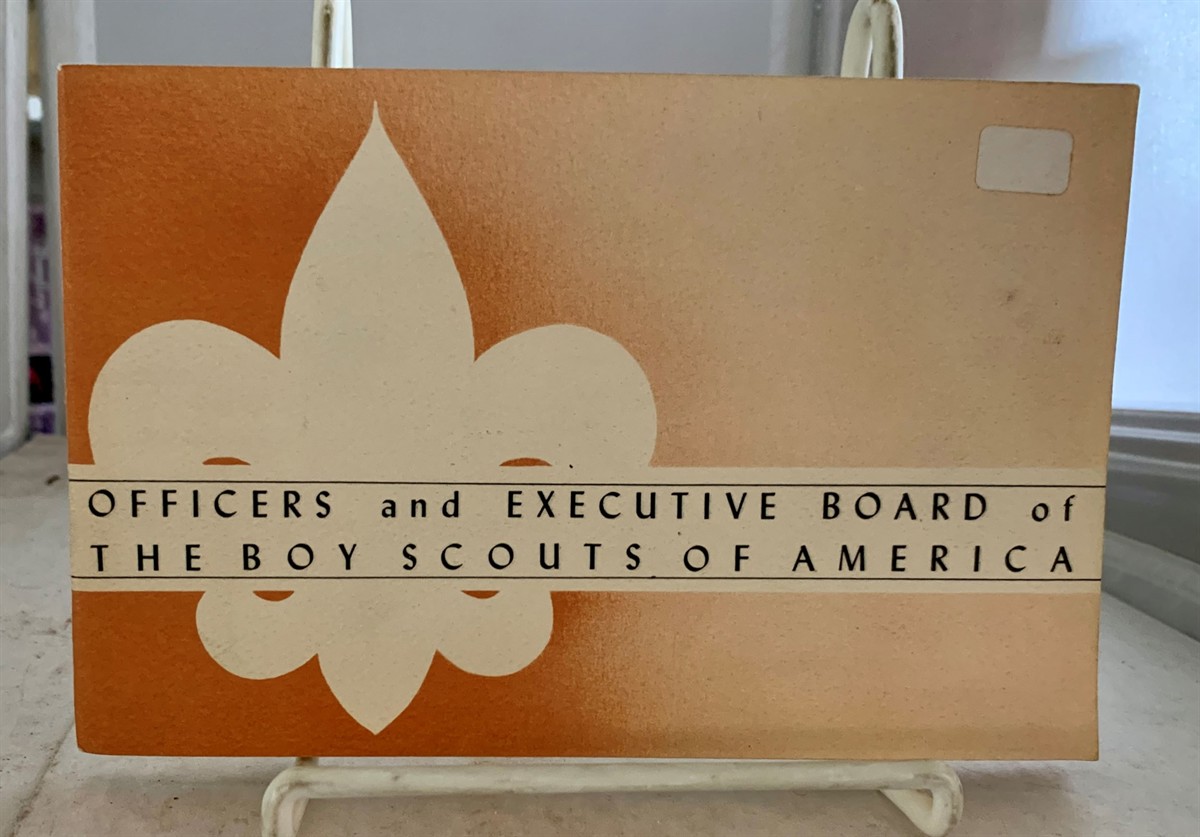 OFFICERS and EXECUTIVE BOARD of
THE BOY SCOUTS OF AMERICA